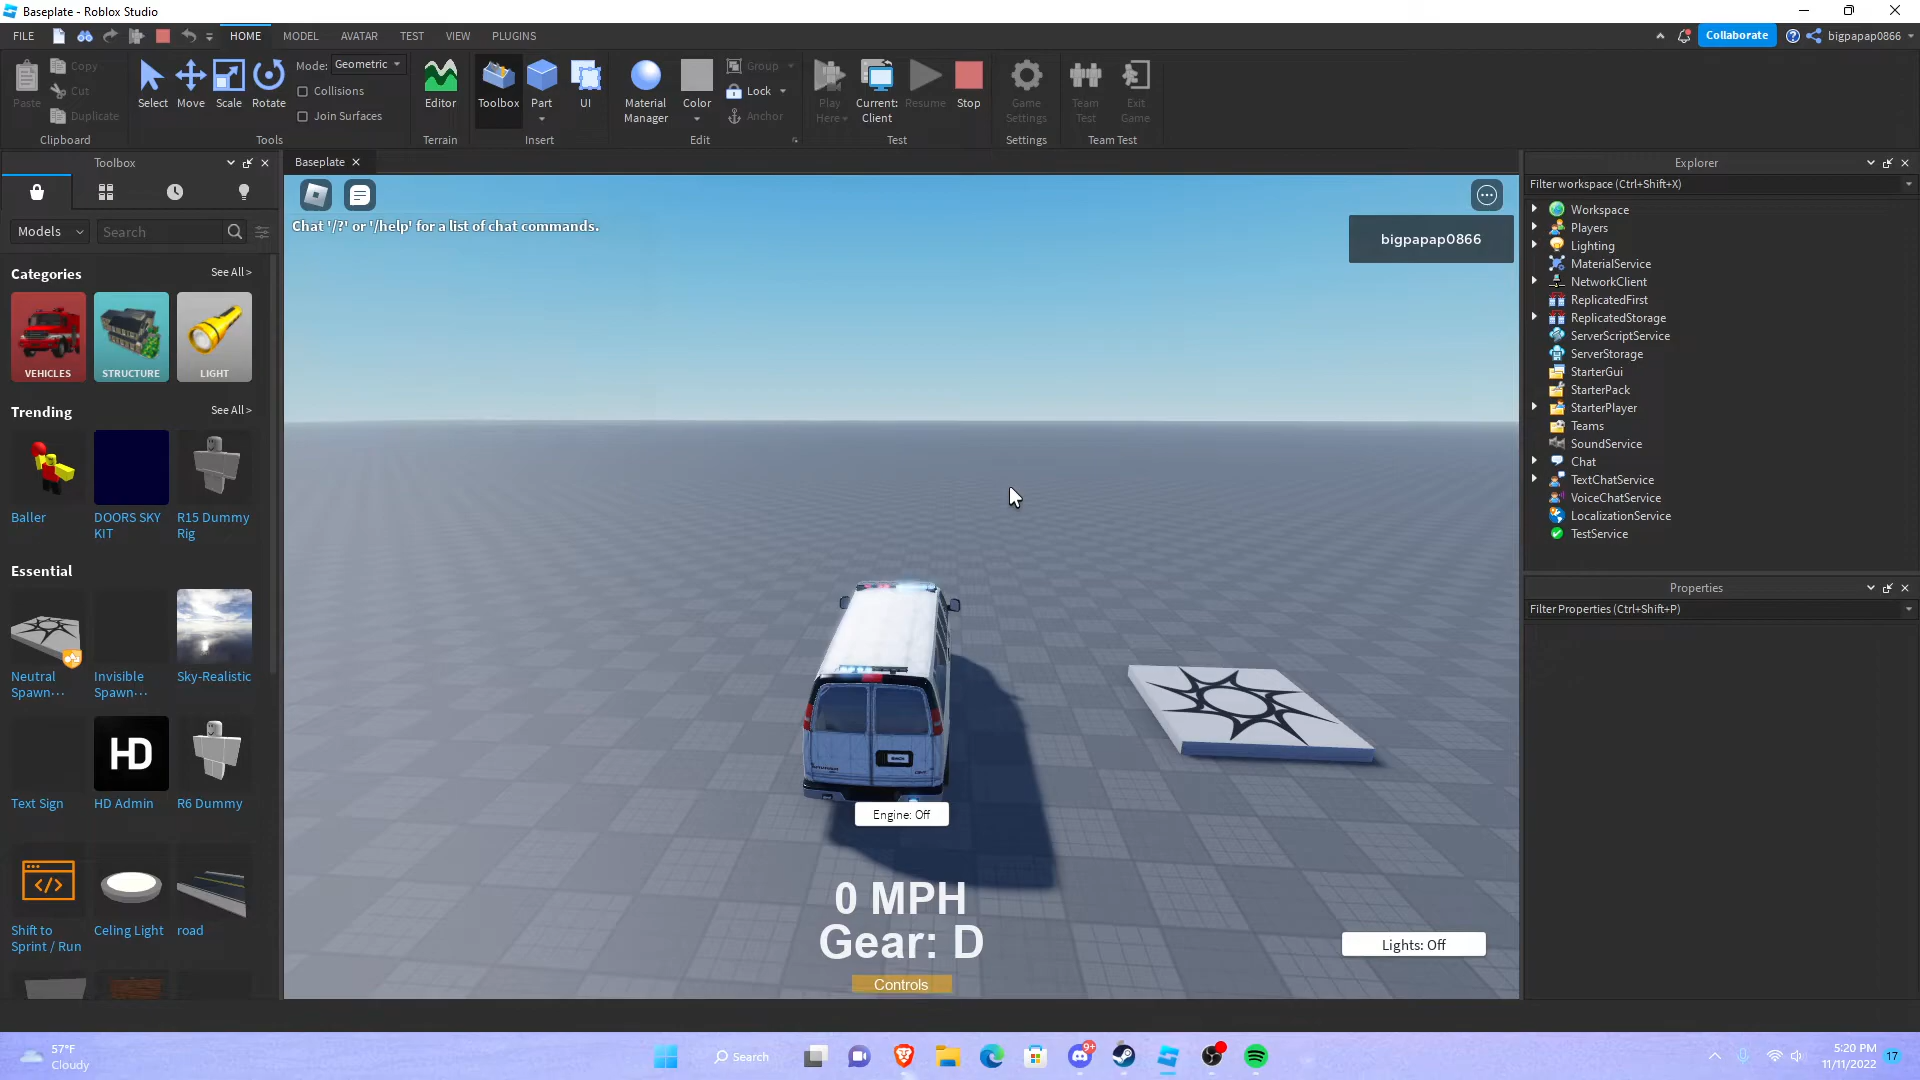 Baseplate - Roblox Studio
FILE HOME MODEL AVATAR TEST VIEW PLUGINS Collaborate bigpapap0866
Paste Copy Cut Duplicate
Clipboard
Select Move Scale Rotate
Mode: Geometric
Collisions
Join Surfaces
Tools
Editor
Terrain
Toolbox Part UI
Insert
Material Manager
Color
Group
Lock
Anchor
Edit
Play Here
Current: Client
Resume
Stop
Test
Game Settings
Settings
Team Test
Exit Game
Team Test
Toolbox
Models Search
Categories See All >
VEHICLES STRUCTURE LIGHT
Trending See All >
Baller
DOORS SKY KIT
R15 Dummy Rig
Essential
Neutral Spawn...
Invisible Spawn...
Sky-Realistic
Text Sign
HD
HD Admin
R6 Dummy
Shift to Sprint / Run
Celing Light
road
Baseplate
Chat '/?' or '/help' for a list of chat commands.
bigpapap0866
Engine: Off
0 MPH
Gear: D
Controls
Lights: Off
Explorer
Filter workspace (Ctrl+Shift+X)
Workspace
Players
Lighting
MaterialService
NetworkClient
ReplicatedFirst
ReplicatedStorage
ServerScriptService
ServerStorage
StarterGui
StarterPack
StarterPlayer
Teams
SoundService
Chat
TextChatService
VoiceChatService
LocalizationService
TestService
Properties
Filter Properties (Ctrl+Shift+P)
57°F
Cloudy
Search
9+
5:20 PM
11/11/2022
17